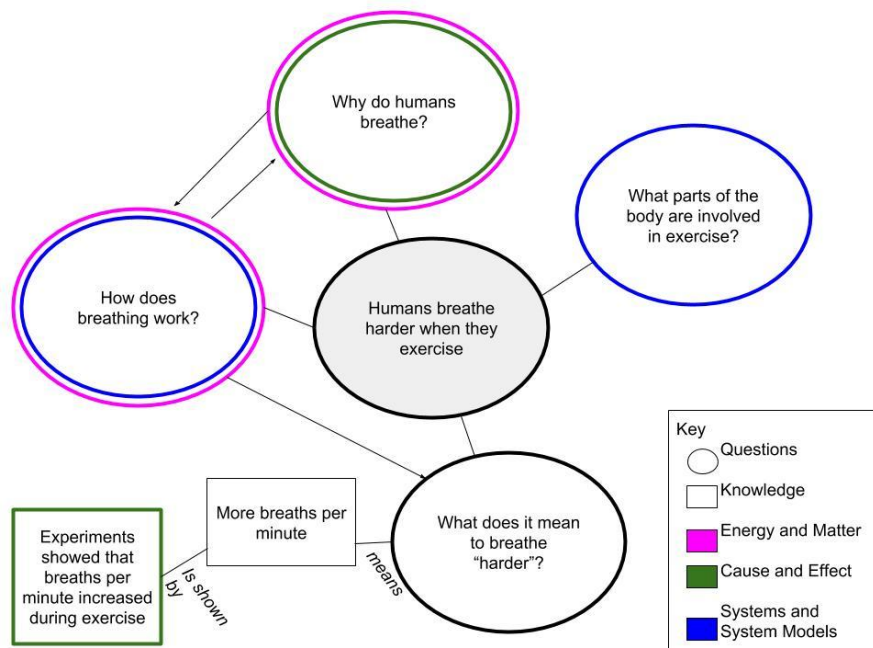 Why do humans
breathe?
What parts of the
body are involved
in exercise?
How does
breathing work?
Humans breathe
harder when they
exercise
What does it mean
to breathe
“harder”?
means
More breaths per
minute
Is shown
by
Experiments
showed that
breaths per
minute increased
during exercise
Key
Questions
Knowledge
Energy and Matter
Cause and Effect
Systems and
System Models